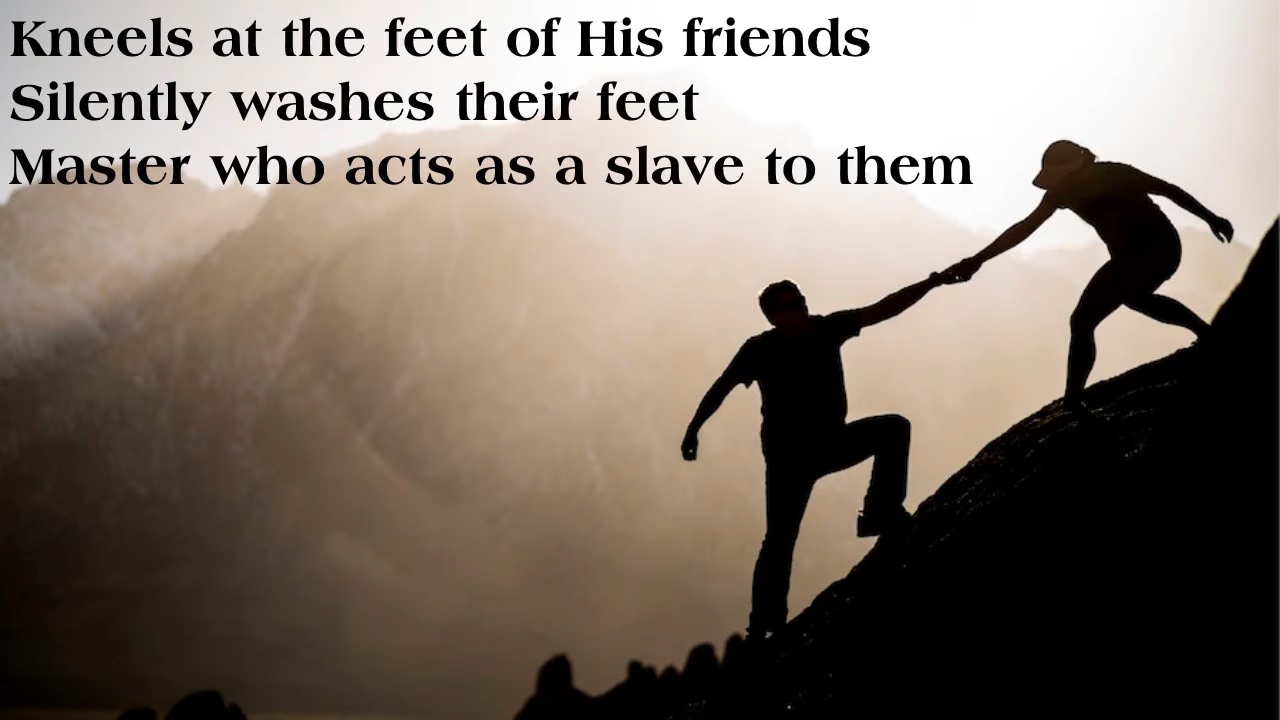 Kneels at the feet of His friends
Silently washes their feet
Master who acts as a slave to them